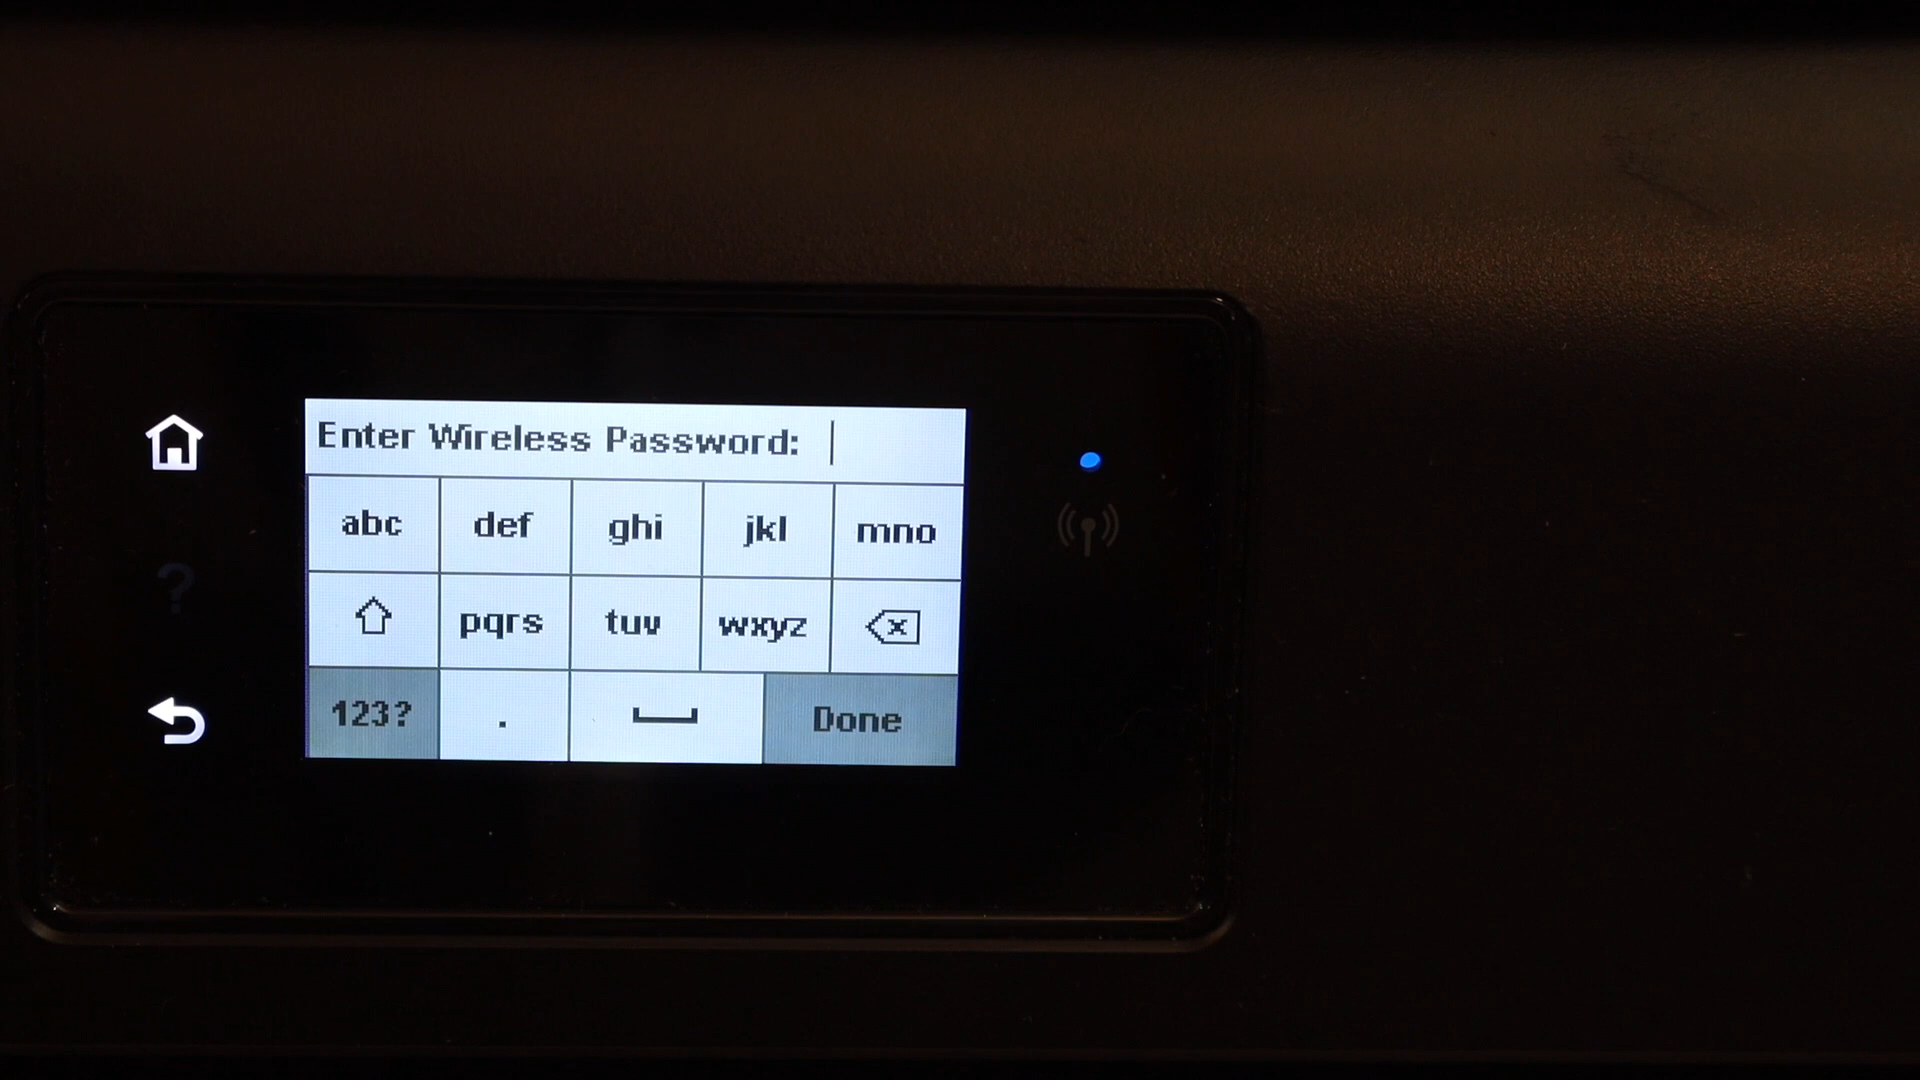 Enter Wireless Password:
abc def ghi jkl mno
pqrs tuv wxyz
123? . Done